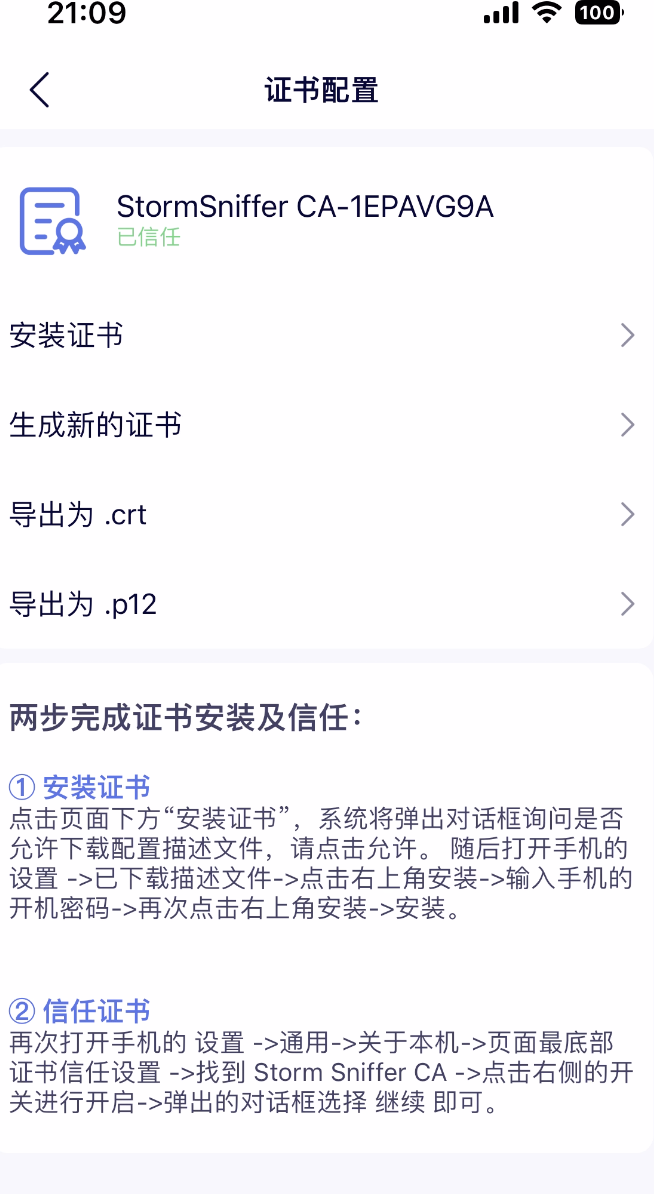 21:09
100
证书配置
StormSniffer CA-1EPAVG9A
已信任
安装证书
生成新的证书
导出为 .crt
导出为 .p12
两步完成证书安装及信任：
① 安装证书
点击页面下方“安装证书”，系统将弹出对话框询问是否
允许下载配置描述文件，请点击允许。 随后打开手机的
设置 ->已下载描述文件->点击右上角安装->输入手机的
开机密码->再次点击右上角安装->安装。
② 信任证书
再次打开手机的 设置 ->通用->关于本机->页面最底部
证书信任设置 ->找到 Storm Sniffer CA ->点击右侧的开
关进行开启->弹出的对话框选择 继续 即可。